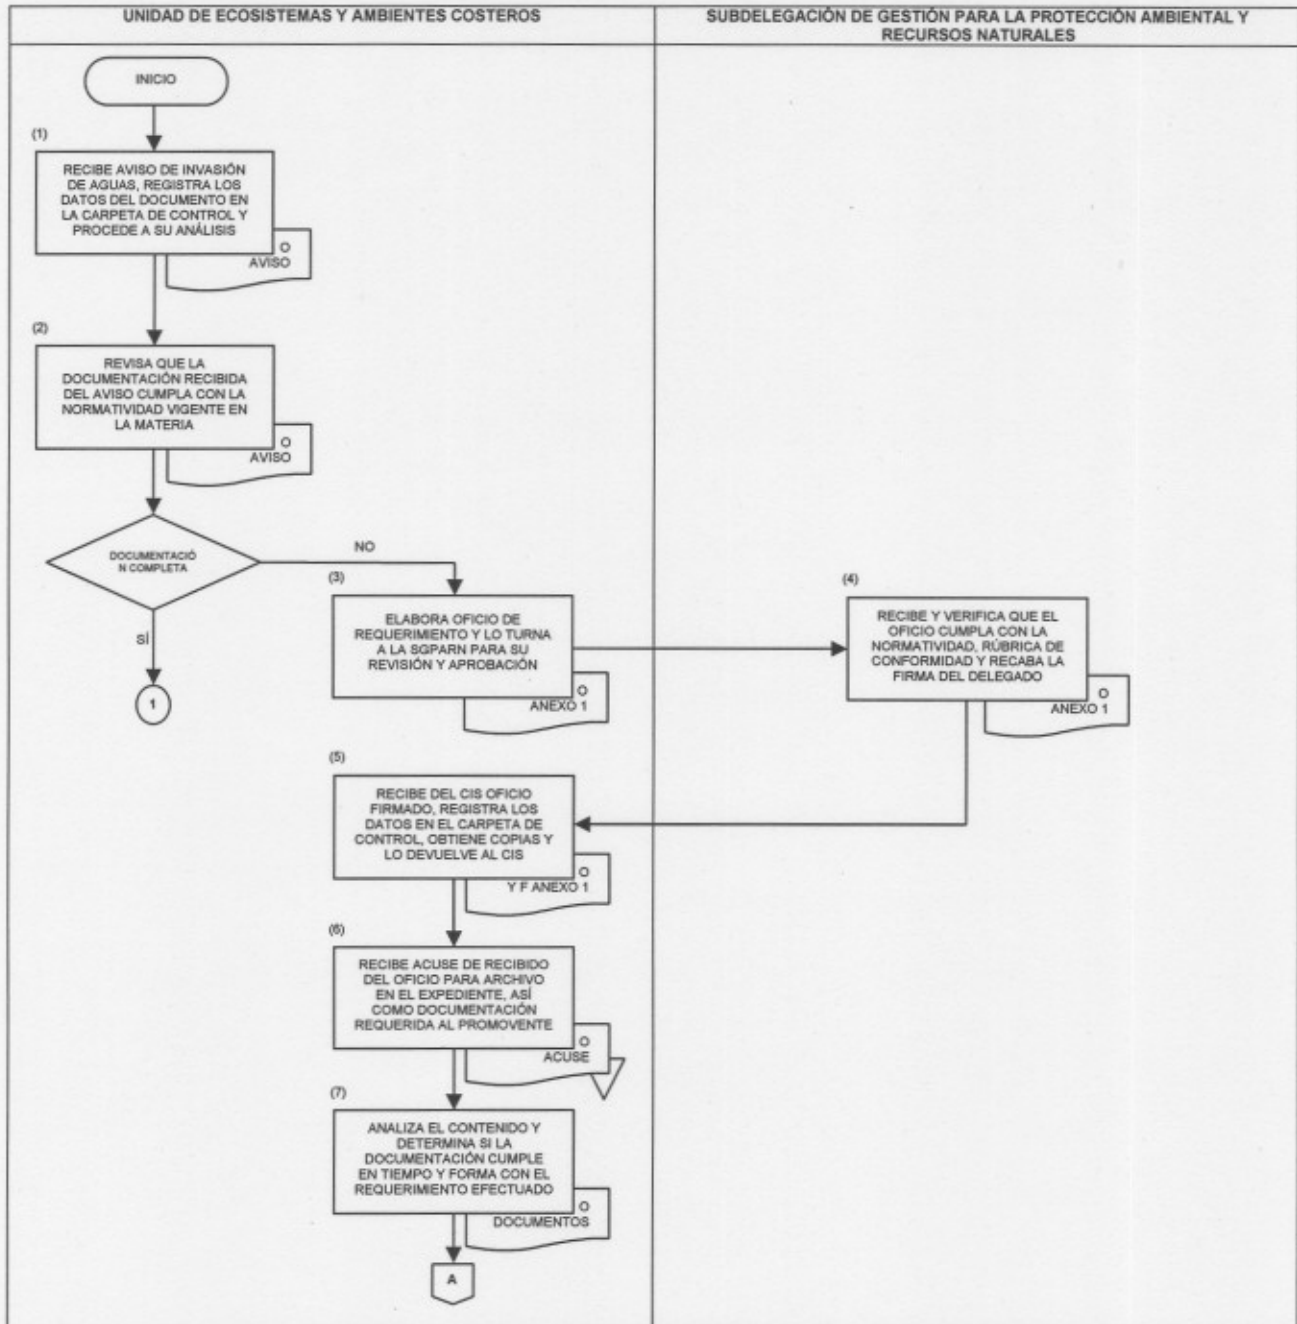 UNIDAD DE ECOSISTEMAS Y AMBIENTES COSTEROS
SUBDELEGACIÓN DE GESTIÓN PARA LA PROTECCIÓN AMBIENTAL Y
RECURSOS NATURALES
INICIO
(1)
RECIBE AVISO DE INVASIÓN
DE AGUAS, REGISTRA LOS
DATOS DEL DOCUMENTO EN
LA CARPETA DE CONTROL Y
PROCEDE A SU ANÁLISIS
O
AVISO
(2)
REVISA QUE LA
DOCUMENTACIÓN RECIBIDA
DEL AVISO CUMPLA CON LA
NORMATIVIDAD VIGENTE EN
LA MATERIA
O
AVISO
DOCUMENTACIÓ
N COMPLETA
NO
SÍ
1
(3)
ELABORA OFICIO DE
REQUERIMIENTO Y LO TURNA
A LA SGPARN PARA SU
REVISIÓN Y APROBACIÓN
O
ANEXO 1
(4)
RECIBE Y VERIFICA QUE EL
OFICIO CUMPLA CON LA
NORMATIVIDAD, RÚBRICA DE
CONFORMIDAD Y RECABA LA
FIRMA DEL DELEGADO
O
ANEXO 1
(5)
RECIBE DEL CIS OFICIO
FIRMADO, REGISTRA LOS
DATOS EN EL CARPETA DE
CONTROL, OBTIENE COPIAS Y
LO DEVUELVE AL CIS
O
Y F ANEXO 1
(6)
RECIBE ACUSE DE RECIBIDO
DEL OFICIO PARA ARCHIVO
EN EL EXPEDIENTE, ASÍ
COMO DOCUMENTACIÓN
REQUERIDA AL PROMOVENTE
O
ACUSE
(7)
ANALIZA EL CONTENIDO Y
DETERMINA SI LA
DOCUMENTACIÓN CUMPLE
EN TIEMPO Y FORMA CON EL
REQUERIMIENTO EFECTUADO
O
DOCUMENTOS
A